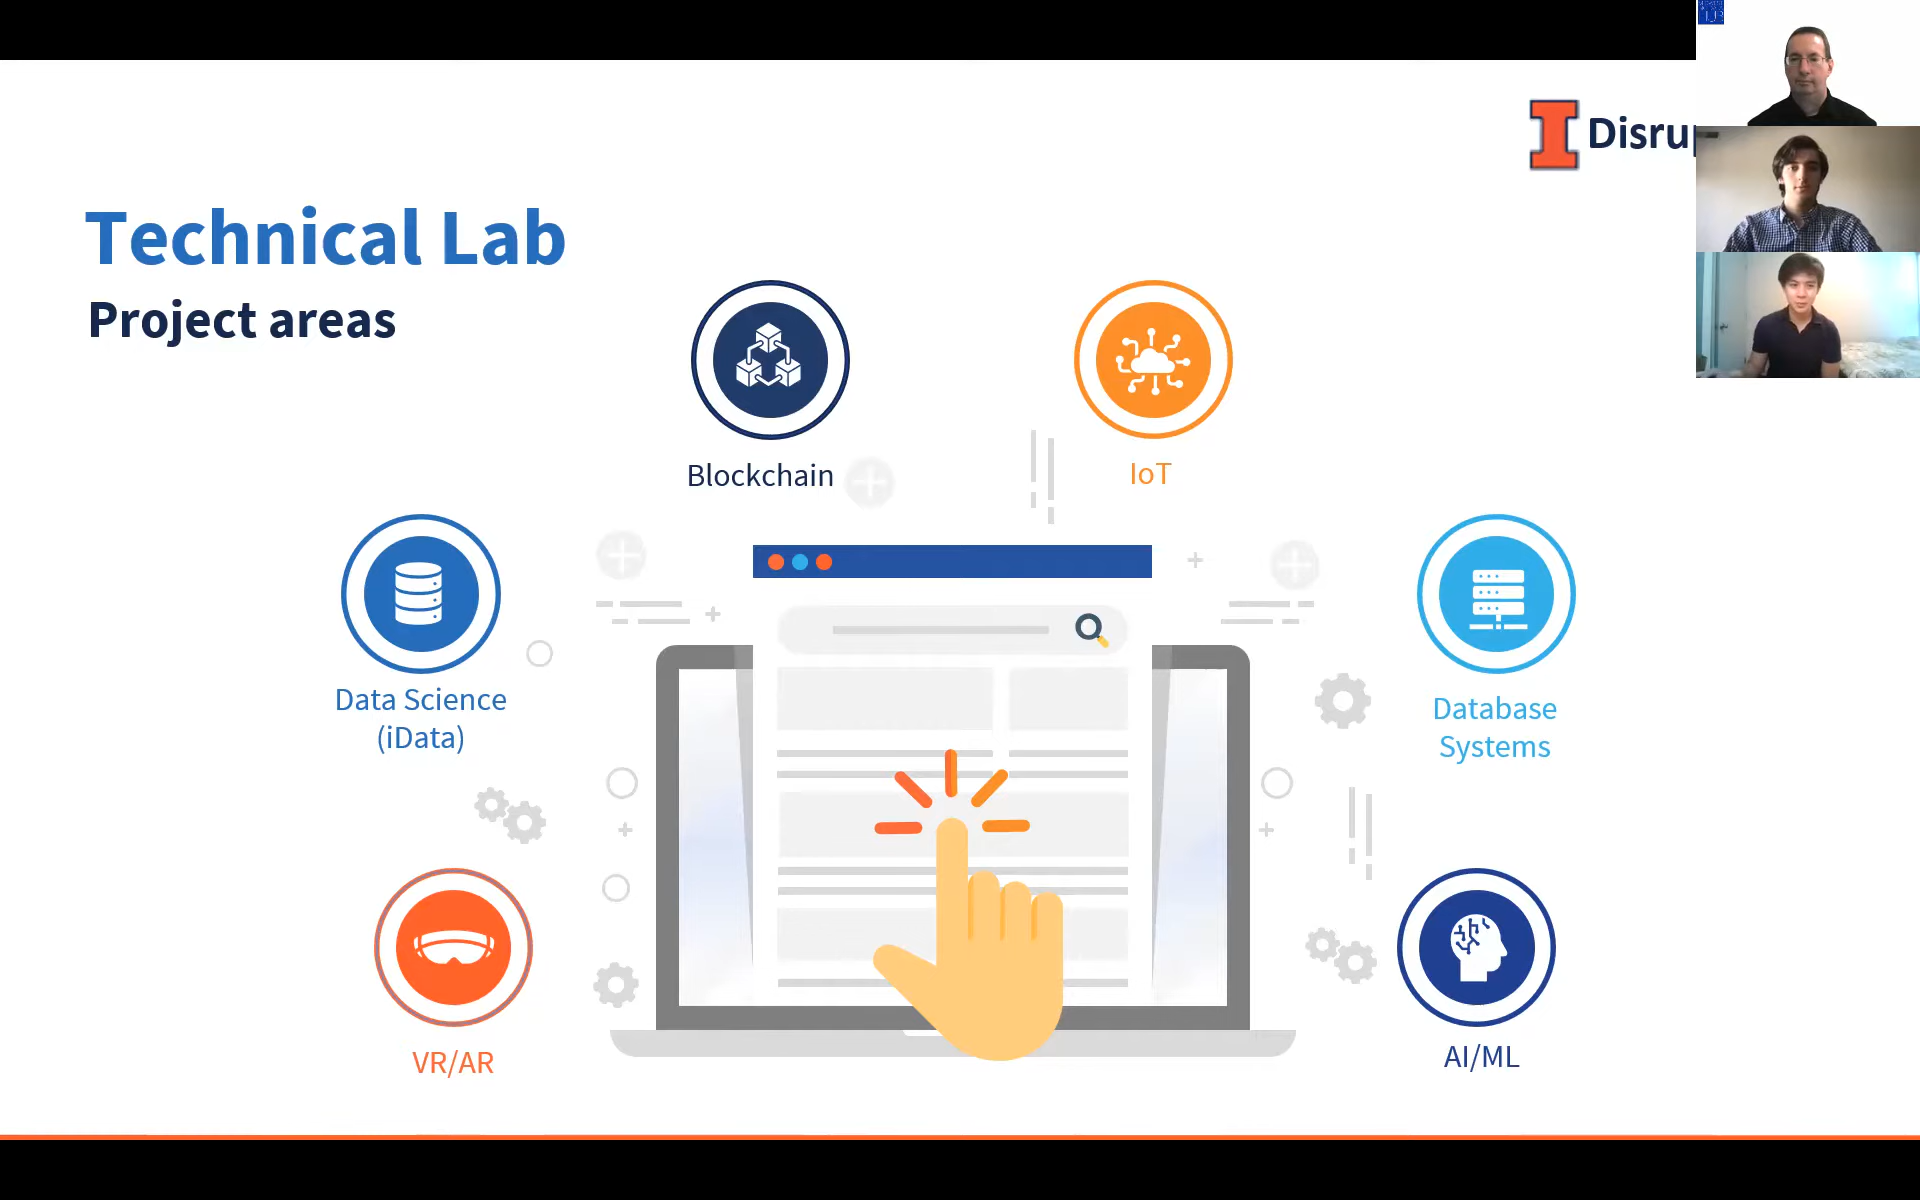 Disru
Technical Lab
Project areas
Blockchain
IoT
Data Science
(iData)
Database
Systems
VR/AR
AI/ML